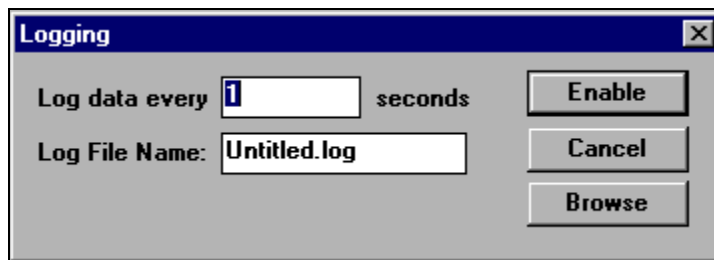 Logging
Log data every 1 seconds
Enable
Log File Name: Untitled.log
Cancel
Browse